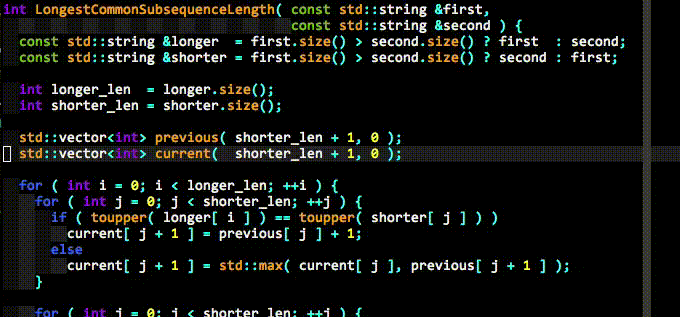 int LongestCommonSubsequenceLength( const std::string &first,
const std::string &second ) {
const std::string &longer  = first.size() > second.size() ? first  : second;
const std::string &shorter = first.size() > second.size() ? second : first;
int longer_len  = longer.size();
int shorter_len = shorter.size();
std::vector<int> previous( shorter_len + 1, 0 );
std::vector<int> current(  shorter_len + 1, 0 );
for ( int i = 0; i < longer_len; ++i ) {
for ( int j = 0; j < shorter_len; ++j ) {
if ( toupper( longer[ i ] ) == toupper( shorter[ j ] ) )
current[ j + 1 ] = previous[ j ] + 1;
else
current[ j + 1 ] = std::max( current[ j ], previous[ j + 1 ] );
}
for ( int j = 0; j < shorter_len; ++j ) {